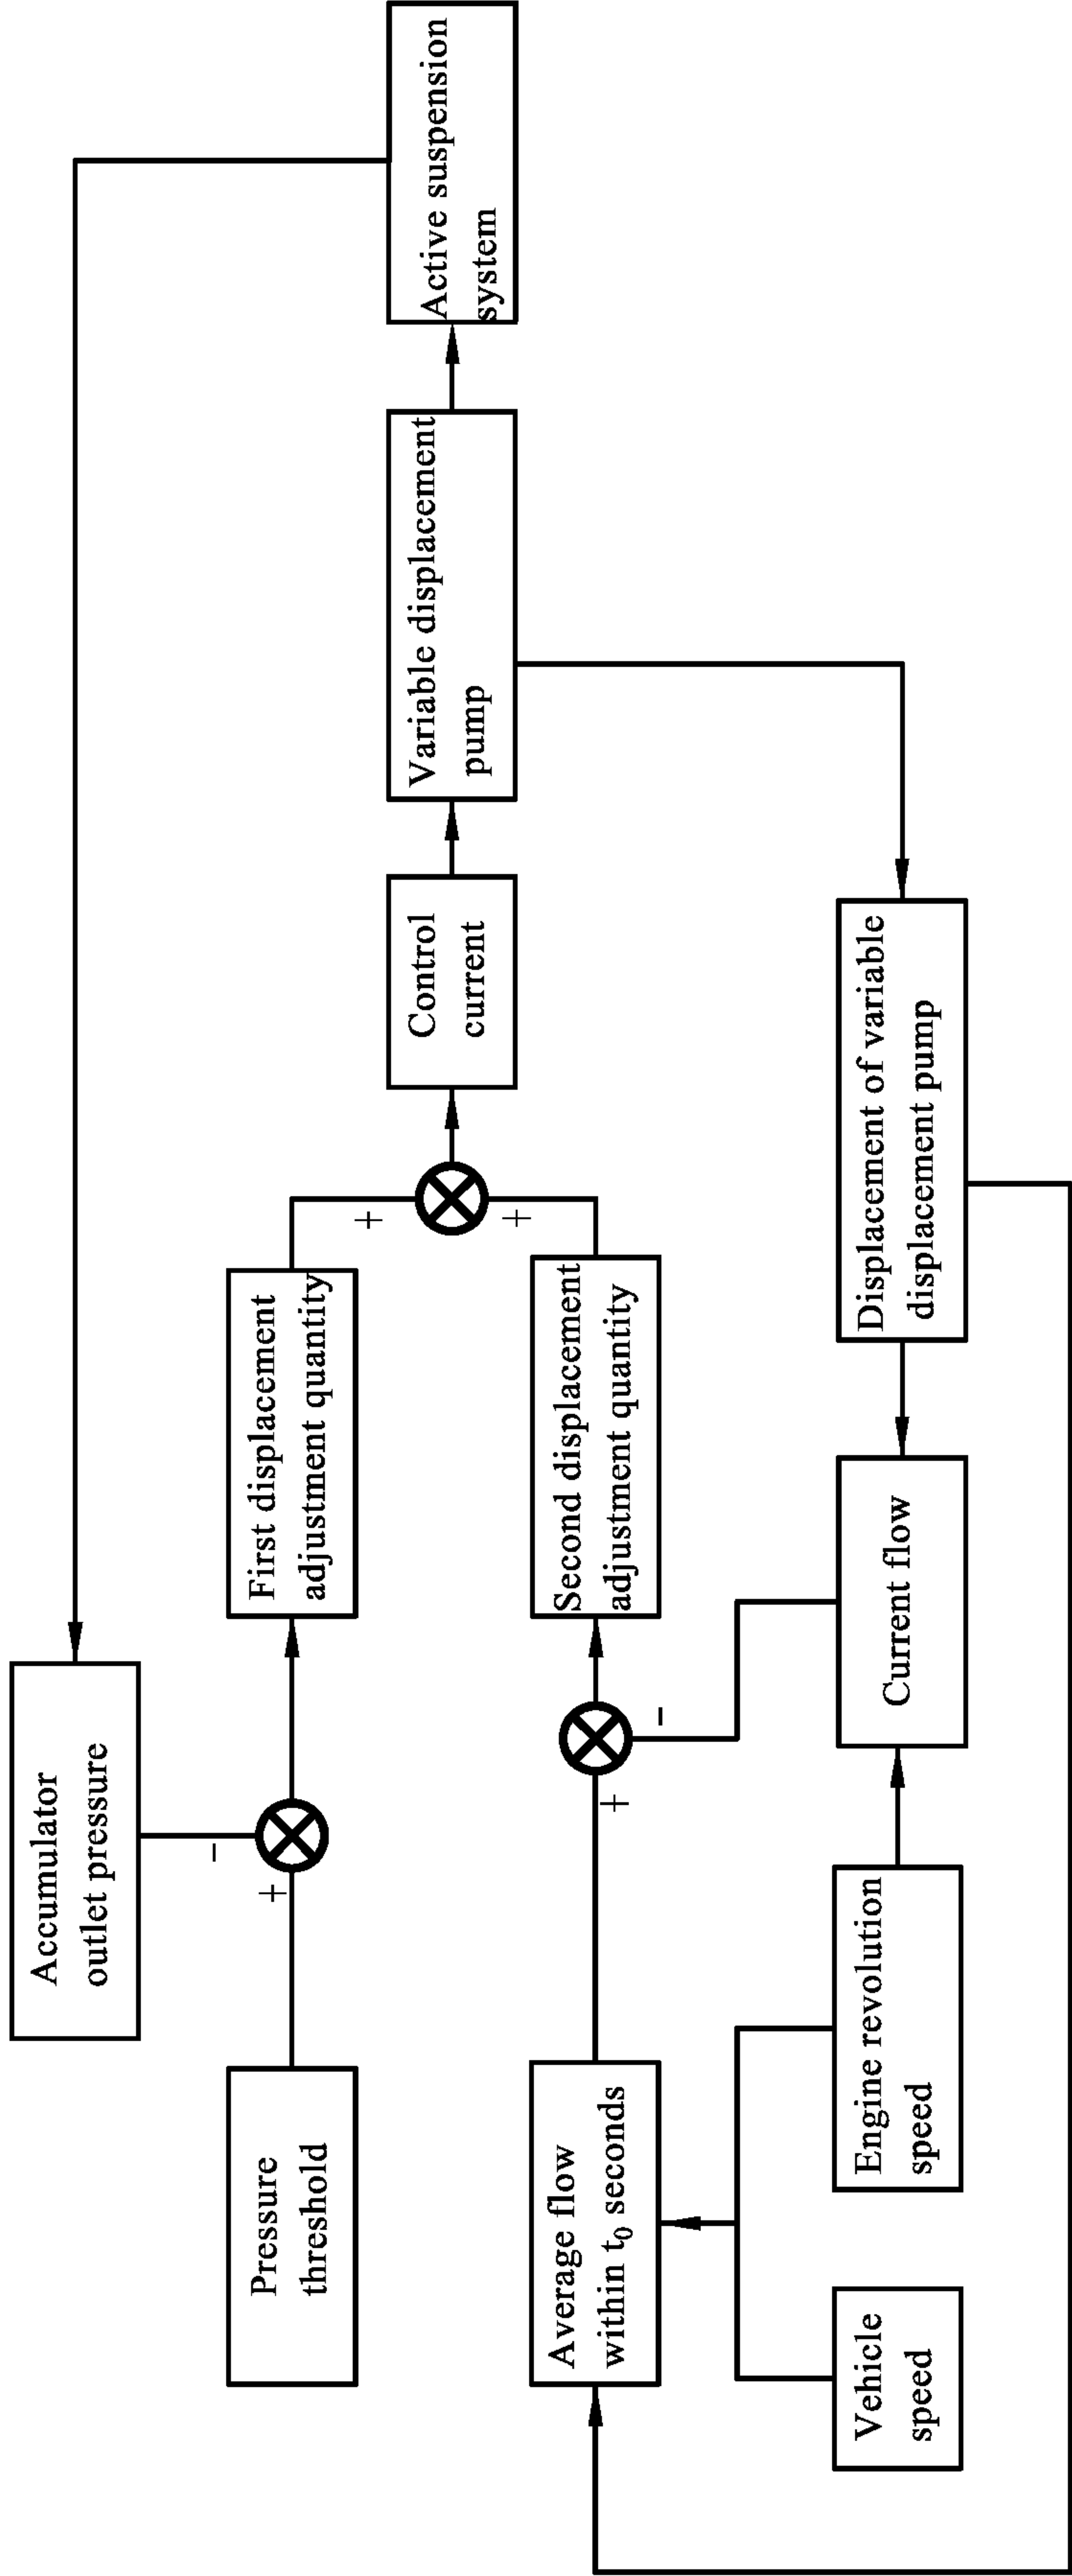 Accumulator
outlet pressure
-
+
Pressure
threshold
First displacement
adjustment quantity
+
+
Control
current
Variable displacement
pump
Active suspension
system
Average flow
within t₀ seconds
+
-
Second displacement
adjustment quantity
Vehicle
speed
Engine revolution
speed
Current flow
Displacement of variable
displacement pump